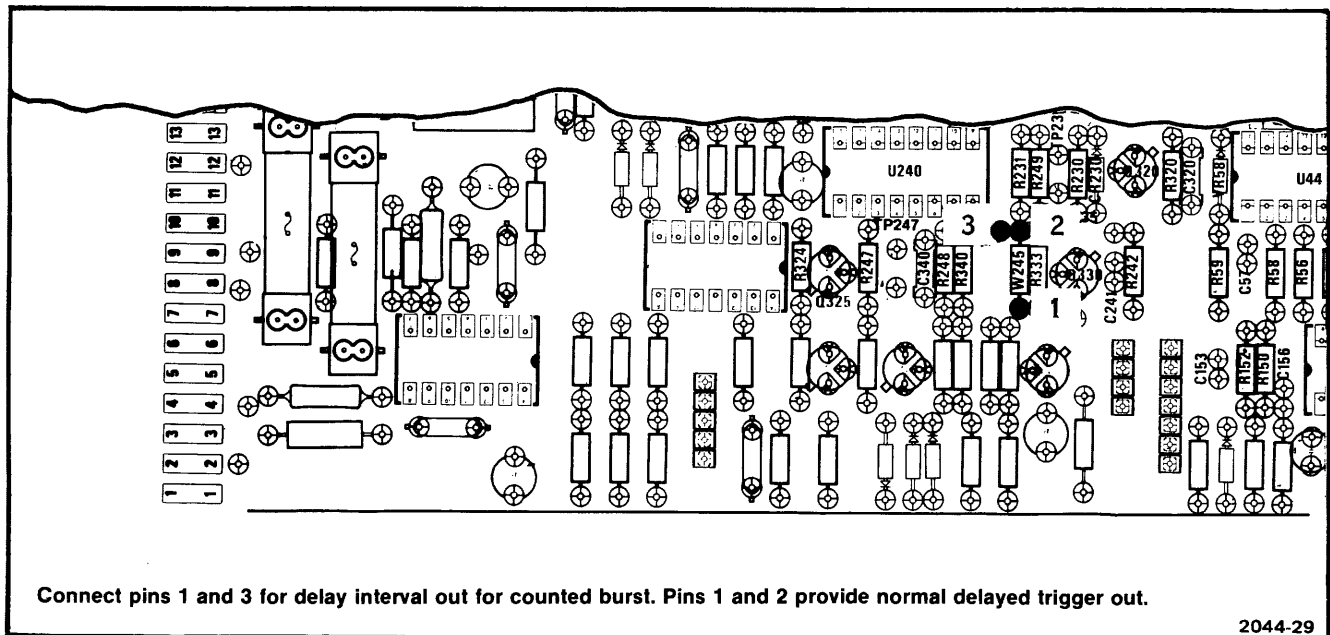 13 13
12 12
11 11
10 10
9 9
8 8
7 7
6 6
5 5
4 4
3 3
2 2
1 1
U240
R231
R249
R230
CR230
Q320
R320
C320
VR58
U44
TP247
3
2
R324
Q325
R247
C340
R248
R340
W245
R333
Q330
C241
R242
R59
C57
R58
R56
1
C153
R152
R150
C156
Connect pins 1 and 3 for delay interval out for counted burst. Pins 1 and 2 provide normal delayed trigger out.
2044-29